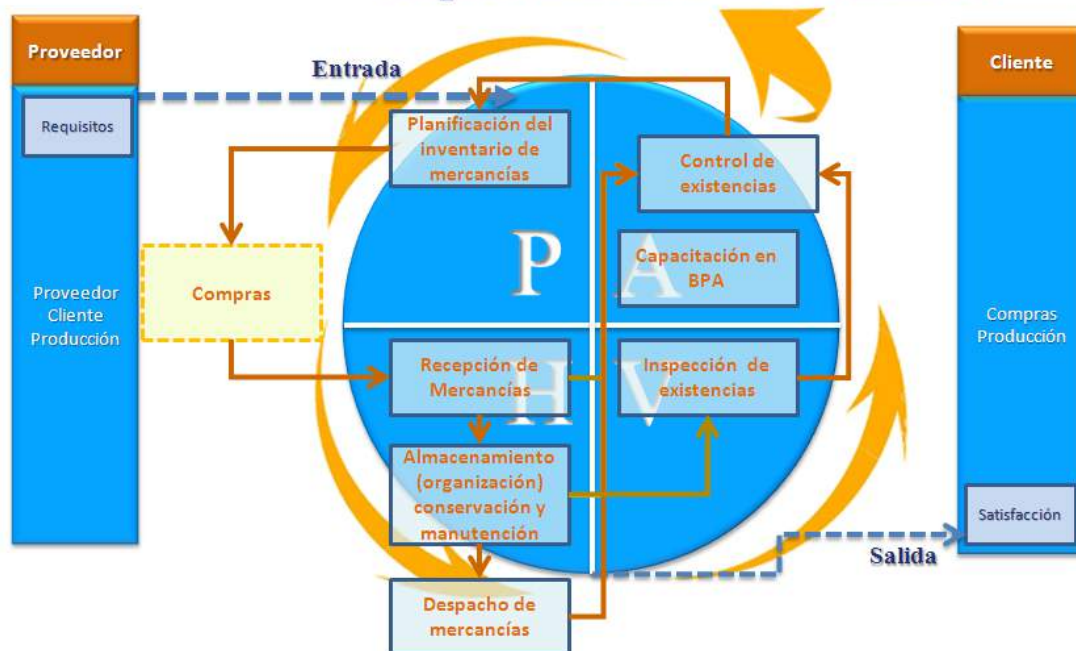 Proveedor
Requisitos
Proveedor
Cliente
Producción
Entrada
Planificación del
inventario de
mercancías
Compras
P
A
H
V
Control de
existencias
Capacitación en
BPA
Recepción de
Mercancías
Inspección de
existencias
Almacenamiento
(organización)
conservación y
manutención
Despacho de
mercancías
Cliente
Compras
Producción
Satisfacción
Salida